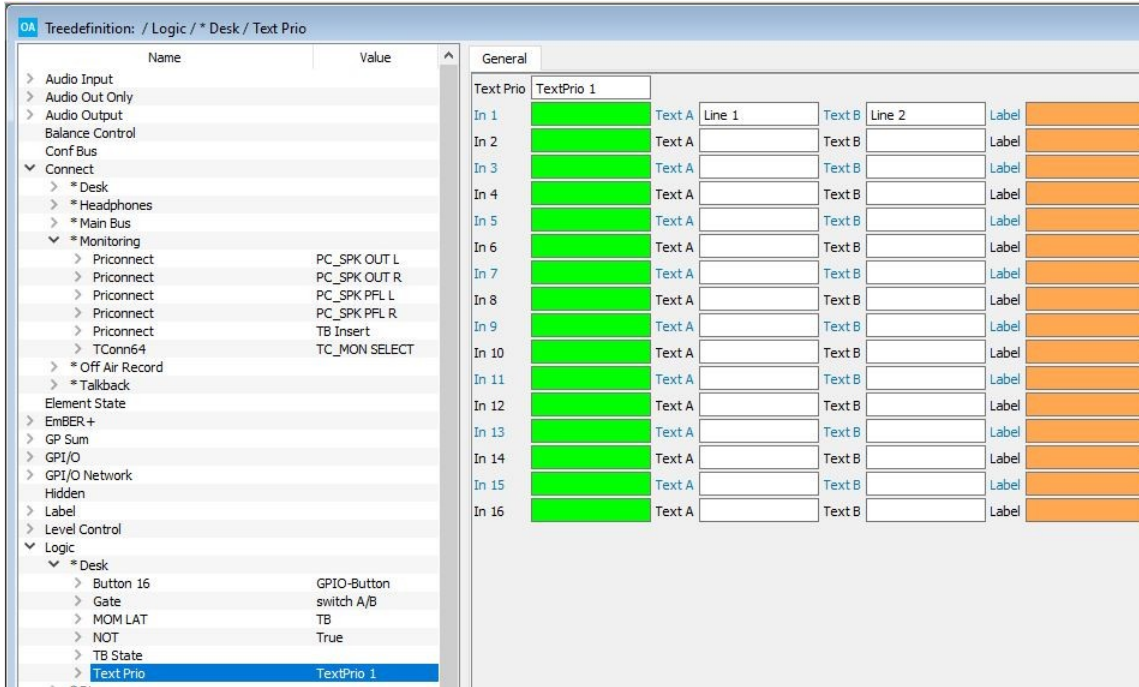 OA Treedefinition: / Logic / * Desk / Text Prio
Name Value
Audio Input
Audio Out Only
Audio Output
Balance Control
Conf Bus
Connect
* Desk
* Headphones
* Main Bus
* Monitoring
Priconnect PC_SPK OUT L
Priconnect PC_SPK OUT R
Priconnect PC_SPK PFL L
Priconnect PC_SPK PFL R
Priconnect TB Insert
TConn64 TC_MON SELECT
* Off Air Record
* Talkback
Element State
EmBER+
GP Sum
GPI/O
GPI/O Network
Hidden
Label
Level Control
Logic
* Desk
Button 16 GPIO-Button
Gate switch A/B
MOM LAT TB
NOT True
TB State
Text Prio TextPrio 1
General
Text Prio TextPrio 1
In 1 Text A Line 1 Text B Line 2 Label
In 2 Text A Text B Label
In 3 Text A Text B Label
In 4 Text A Text B Label
In 5 Text A Text B Label
In 6 Text A Text B Label
In 7 Text A Text B Label
In 8 Text A Text B Label
In 9 Text A Text B Label
In 10 Text A Text B Label
In 11 Text A Text B Label
In 12 Text A Text B Label
In 13 Text A Text B Label
In 14 Text A Text B Label
In 15 Text A Text B Label
In 16 Text A Text B Label